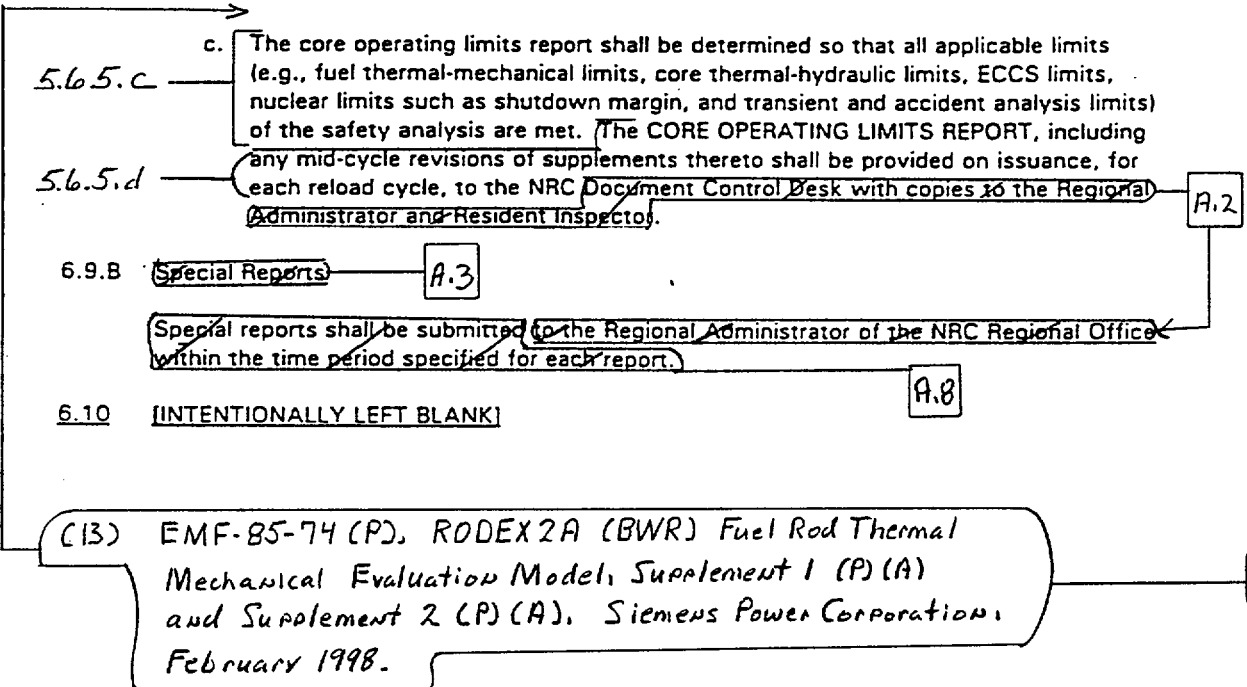 c. The core operating limits report shall be determined so that all applicable limits
5.6.5.c (e.g., fuel thermal-mechanical limits, core thermal-hydraulic limits, ECCS limits,
nuclear limits such as shutdown margin, and transient and accident analysis limits)
of the safety analysis are met. The CORE OPERATING LIMITS REPORT, including
any mid-cycle revisions of supplements thereto shall be provided on issuance, for
5.6.5.d each reload cycle, to the NRC Document Control Desk with copies to the Regional
Administrator and Resident Inspector.
A.2
6.9.B Special Reports A.3
Special reports shall be submitted to the Regional Administrator of the NRC Regional Office
within the time period specified for each report.
A.8
6.10 [INTENTIONALLY LEFT BLANK]
(13) EMF-85-74 (P), RODEX2A (BWR) Fuel Rod Thermal
Mechanical Evaluation Model, Supplement 1 (P)(A)
and Supplement 2 (P)(A), Siemens Power Corporation,
February 1998.